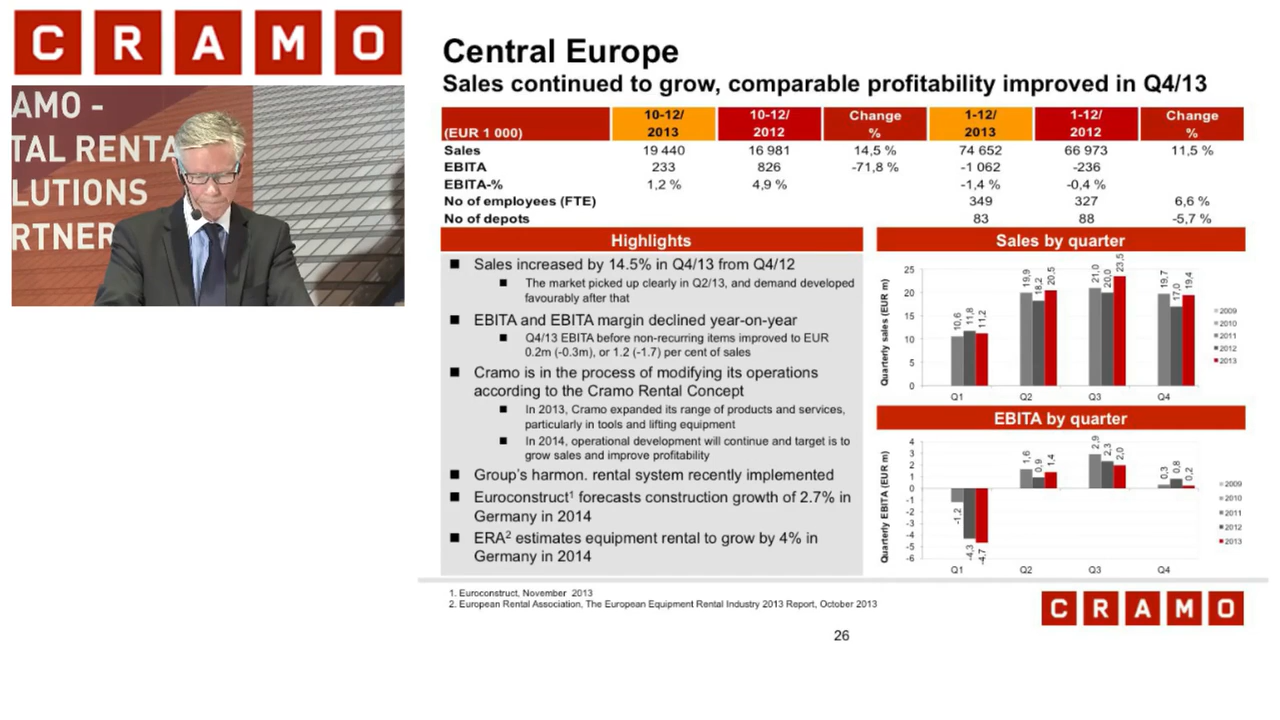 CRAMO
AMO -
TAL RENTA
LUTIONS
RTNER
Central Europe
Sales continued to grow, comparable profitability improved in Q4/13
(EUR 1 000) 10-12/ 2013 10-12/ 2012 Change % 1-12/ 2013 1-12/ 2012 Change %
Sales 19 440 16 981 14,5 % 74 652 66 973 11,5 %
EBITA 233 826 -71,8 % -1 062 -236
EBITA-% 1,2 % 4,9 % -1,4 % -0,4 %
No of employees (FTE) 349 327 6,6 %
No of depots 83 88 -5,7 %
Highlights
Sales increased by 14.5% in Q4/13 from Q4/12
The market picked up clearly in Q2/13, and demand developed
favourably after that
EBITA and EBITA margin declined year-on-year
Q4/13 EBITA before non-recurring items improved to EUR
0.2m (-0.3m), or 1.2 (-1.7) per cent of sales
Cramo is in the process of modifying its operations
according to the Cramo Rental Concept
In 2013, Cramo expanded its range of products and services,
particularly in tools and lifting equipment
In 2014, operational development will continue and target is to
grow sales and improve profitability
Group's harmon. rental system recently implemented
Euroconstruct¹ forecasts construction growth of 2.7% in
Germany in 2014
ERA² estimates equipment rental to grow by 4% in
Germany in 2014
Sales by quarter
Quarterly sales (EUR m)
25
20
15
10
5
0
10,6 11,8 11,2
19,9 18,2 20,5
21,0 20,0 23,5
19,7 17,0 19,4
Q1 Q2 Q3 Q4
2009
2010
2011
2012
2013
EBITA by quarter
Quarterly EBITA (EUR m)
4
3
2
1
0
-1
-2
-3
-4
-5
-6
-1,2 -4,3 -4,7
1,6 0,9 1,4
2,9 2,3 2,0
0,3 0,8 0,2
Q1 Q2 Q3 Q4
2009
2010
2011
2012
2013
1. Euroconstruct, November 2013
2. European Rental Association, The European Equipment Rental Industry 2013 Report, October 2013
CRAMO
26